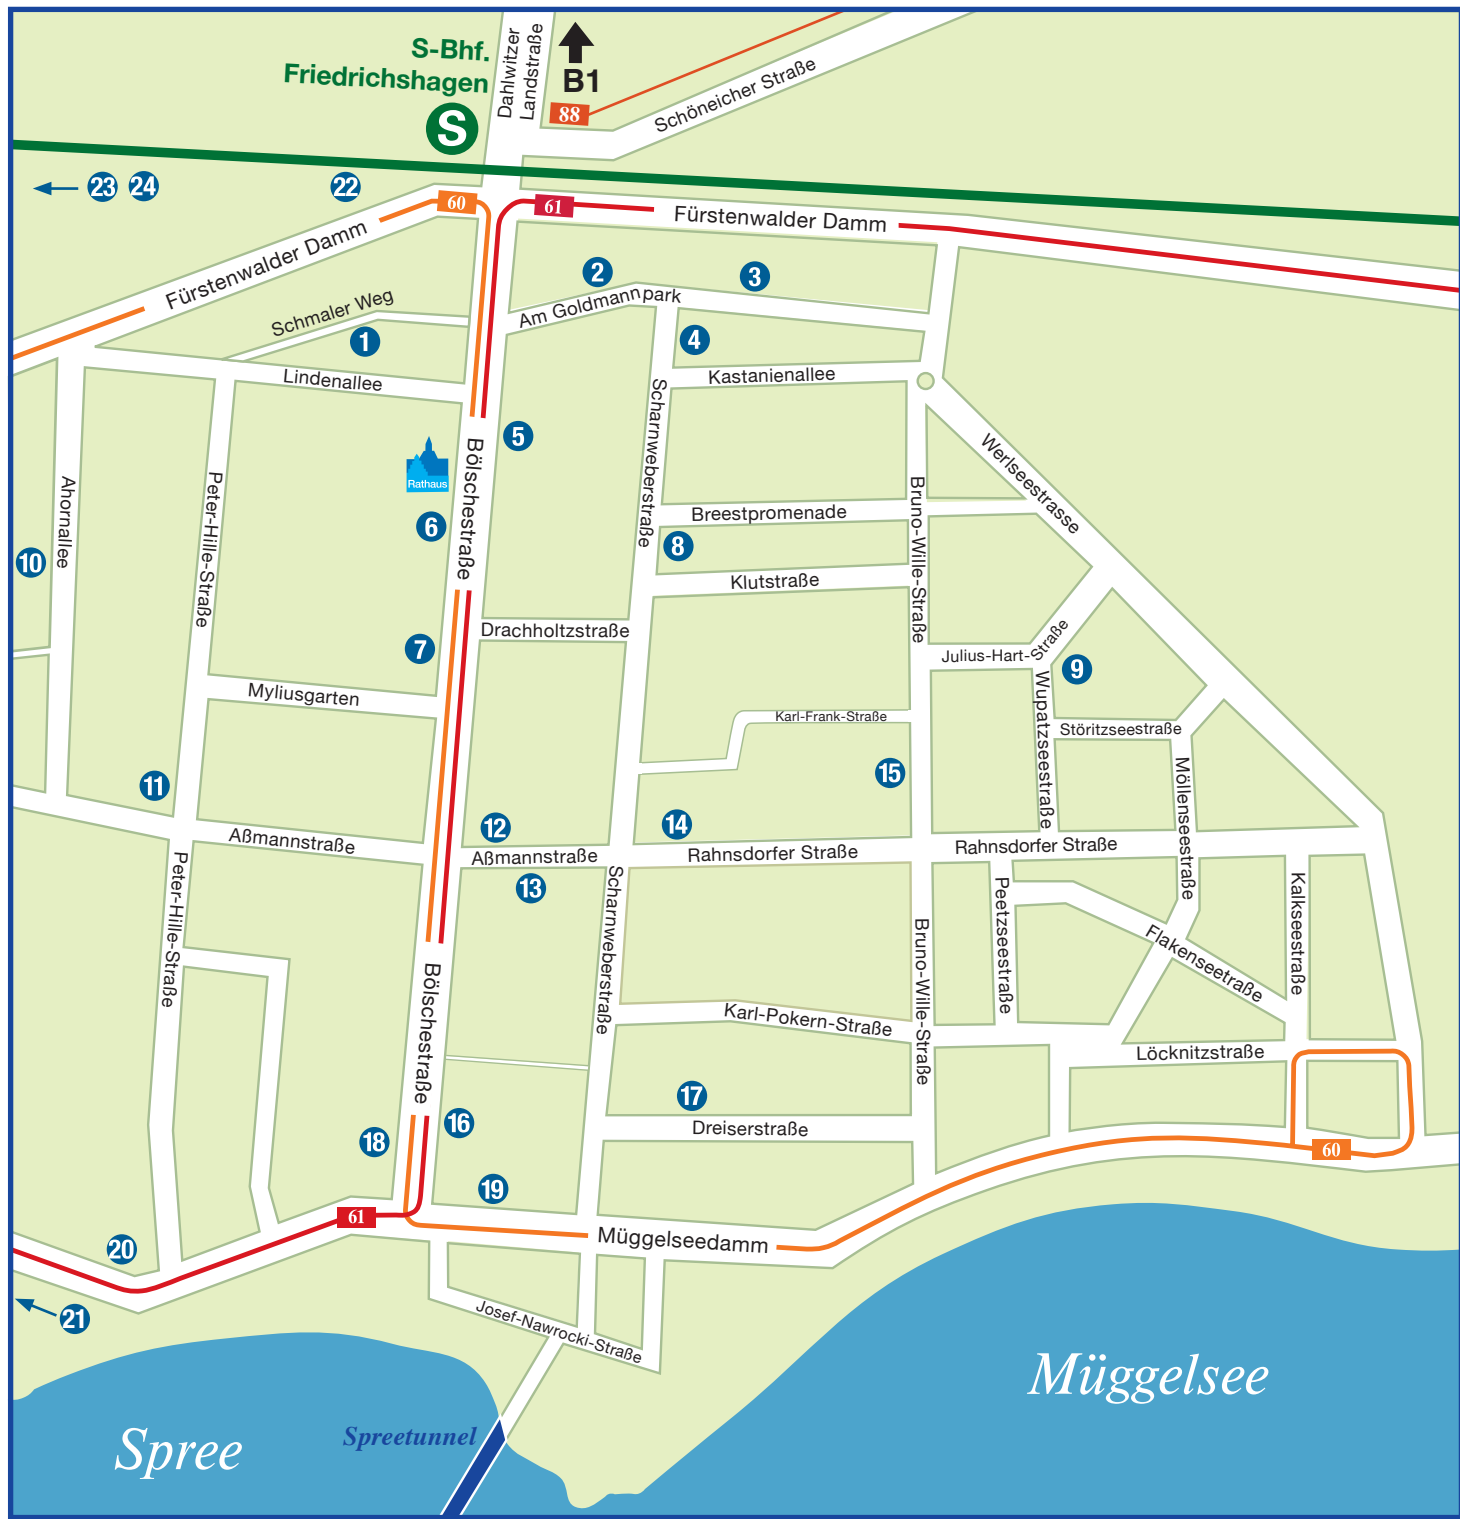 S-Bhf.
Friedrichshagen
S
Dahlwitzer
Landstraße
B1
88
Schöneicher Straße
23
24
22
60
61
Fürstenwalder Damm
Fürstenwalder Damm
Schmaler Weg
1
2
3
Am Goldmannpark
4
Lindenallee
Kastanienallee
5
Rathaus
6
Bölschestraße
Scharnweberstraße
Werlseestrasse
Ahornallee
Peter-Hille-Straße
10
Breestpromenade
8
Bruno-Wille-Straße
Klutstraße
Drachholtzstraße
7
Julius-Hart-Straße
9
Myliusgarten
Wupatzseestraße
Karl-Frank-Straße
Störitzseestraße
Möllenseestraße
11
15
12
14
Aßmannstraße
Aßmannstraße
Rahnsdorfer Straße
Rahnsdorfer Straße
13
Peter-Hille-Straße
Scharnweberstraße
Bruno-Wille-Straße
Peetzseestraße
Kalkseestraße
Flakenseetraße
Bölschestraße
Karl-Pokern-Straße
Löcknitzstraße
17
16
18
Dreiserstraße
60
19
61
20
Müggelseedamm
21
Josef-Nawrocki-Straße
Müggelsee
Spreetunnel
Spree